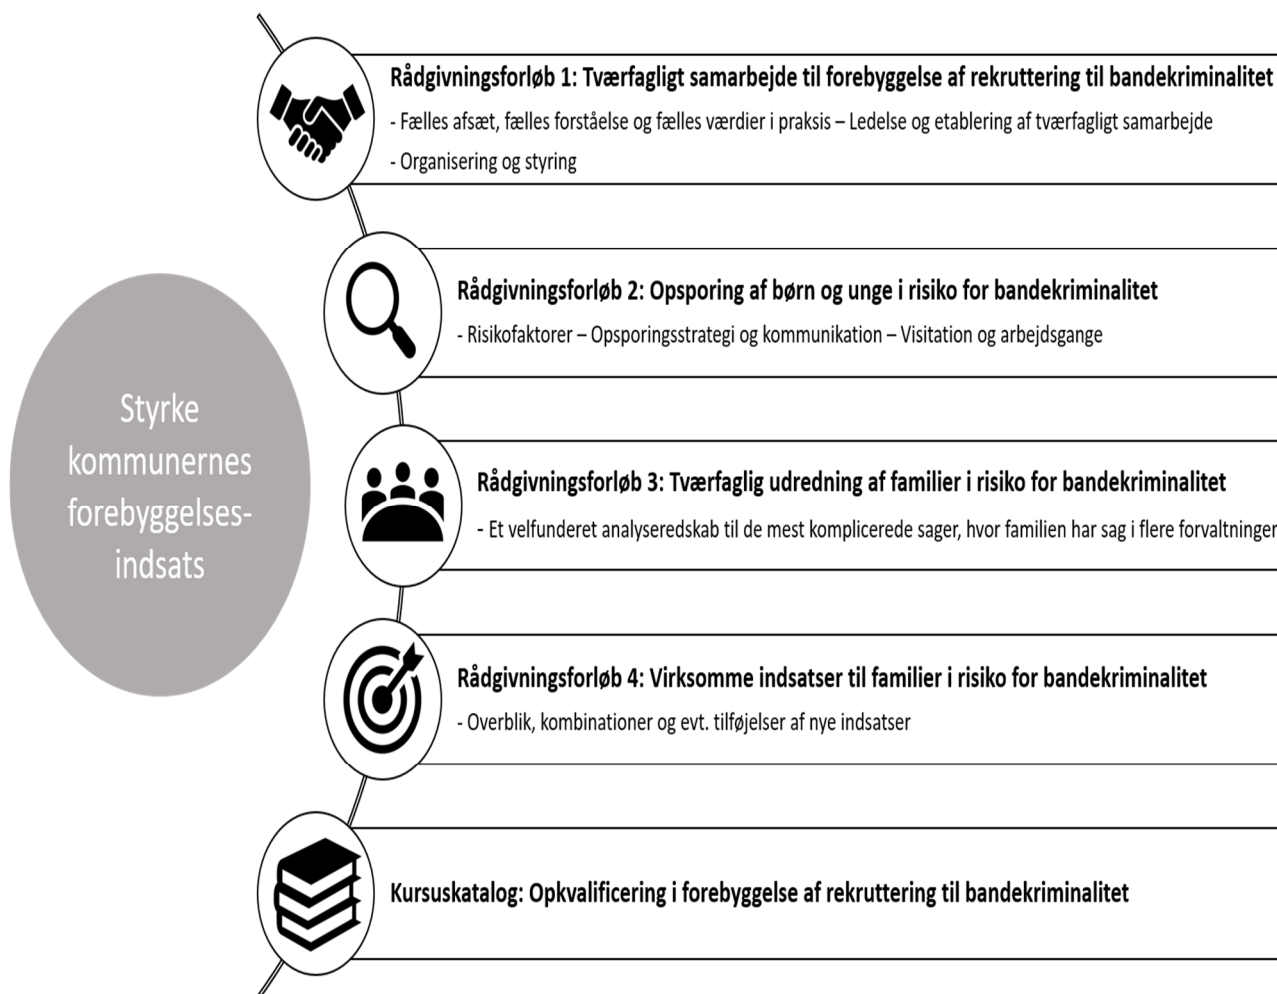 Styrke
kommunernes
forebyggelses-
indsats
Rådgivningsforløb 1: Tværfagligt samarbejde til forebyggelse af rekruttering til bandekriminalitet
- Fælles afsæt, fælles forståelse og fælles værdier i praksis – Ledelse og etablering af tværfagligt samarbejde
- Organisering og styring
Rådgivningsforløb 2: Opsporing af børn og unge i risiko for bandekriminalitet
- Risikofaktorer – Opsporingsstrategi og kommunikation – Visitation og arbejdsgange
Rådgivningsforløb 3: Tværfaglig udredning af familier i risiko for bandekriminalitet
- Et velfunderet analyseredskab til de mest komplicerede sager, hvor familien har sag i flere forvaltninger
Rådgivningsforløb 4: Virksomme indsatser til familier i risiko for bandekriminalitet
- Overblik, kombinationer og evt. tilføjelser af nye indsatser
Kursuskatalog: Opkvalificering i forebyggelse af rekruttering til bandekriminalitet